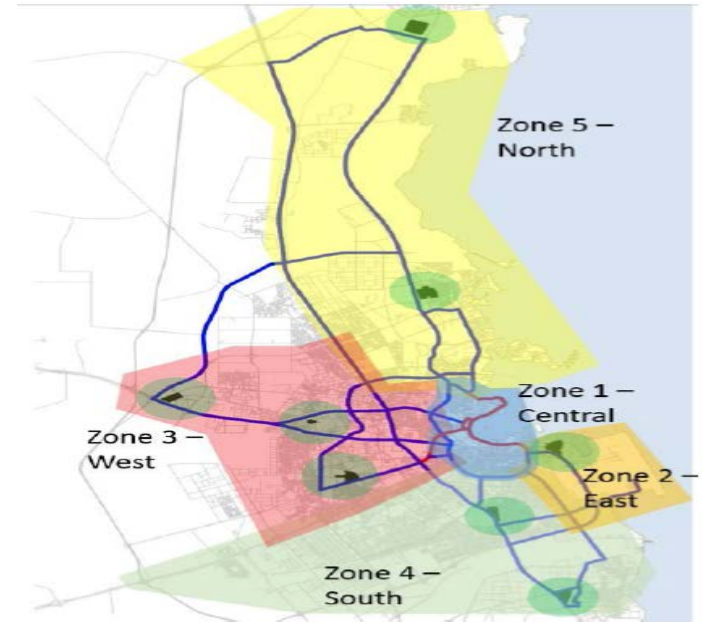 Zone 5 –
North
Zone 1 –
Central
Zone 3 –
West
Zone 2 –
East
Zone 4 –
South